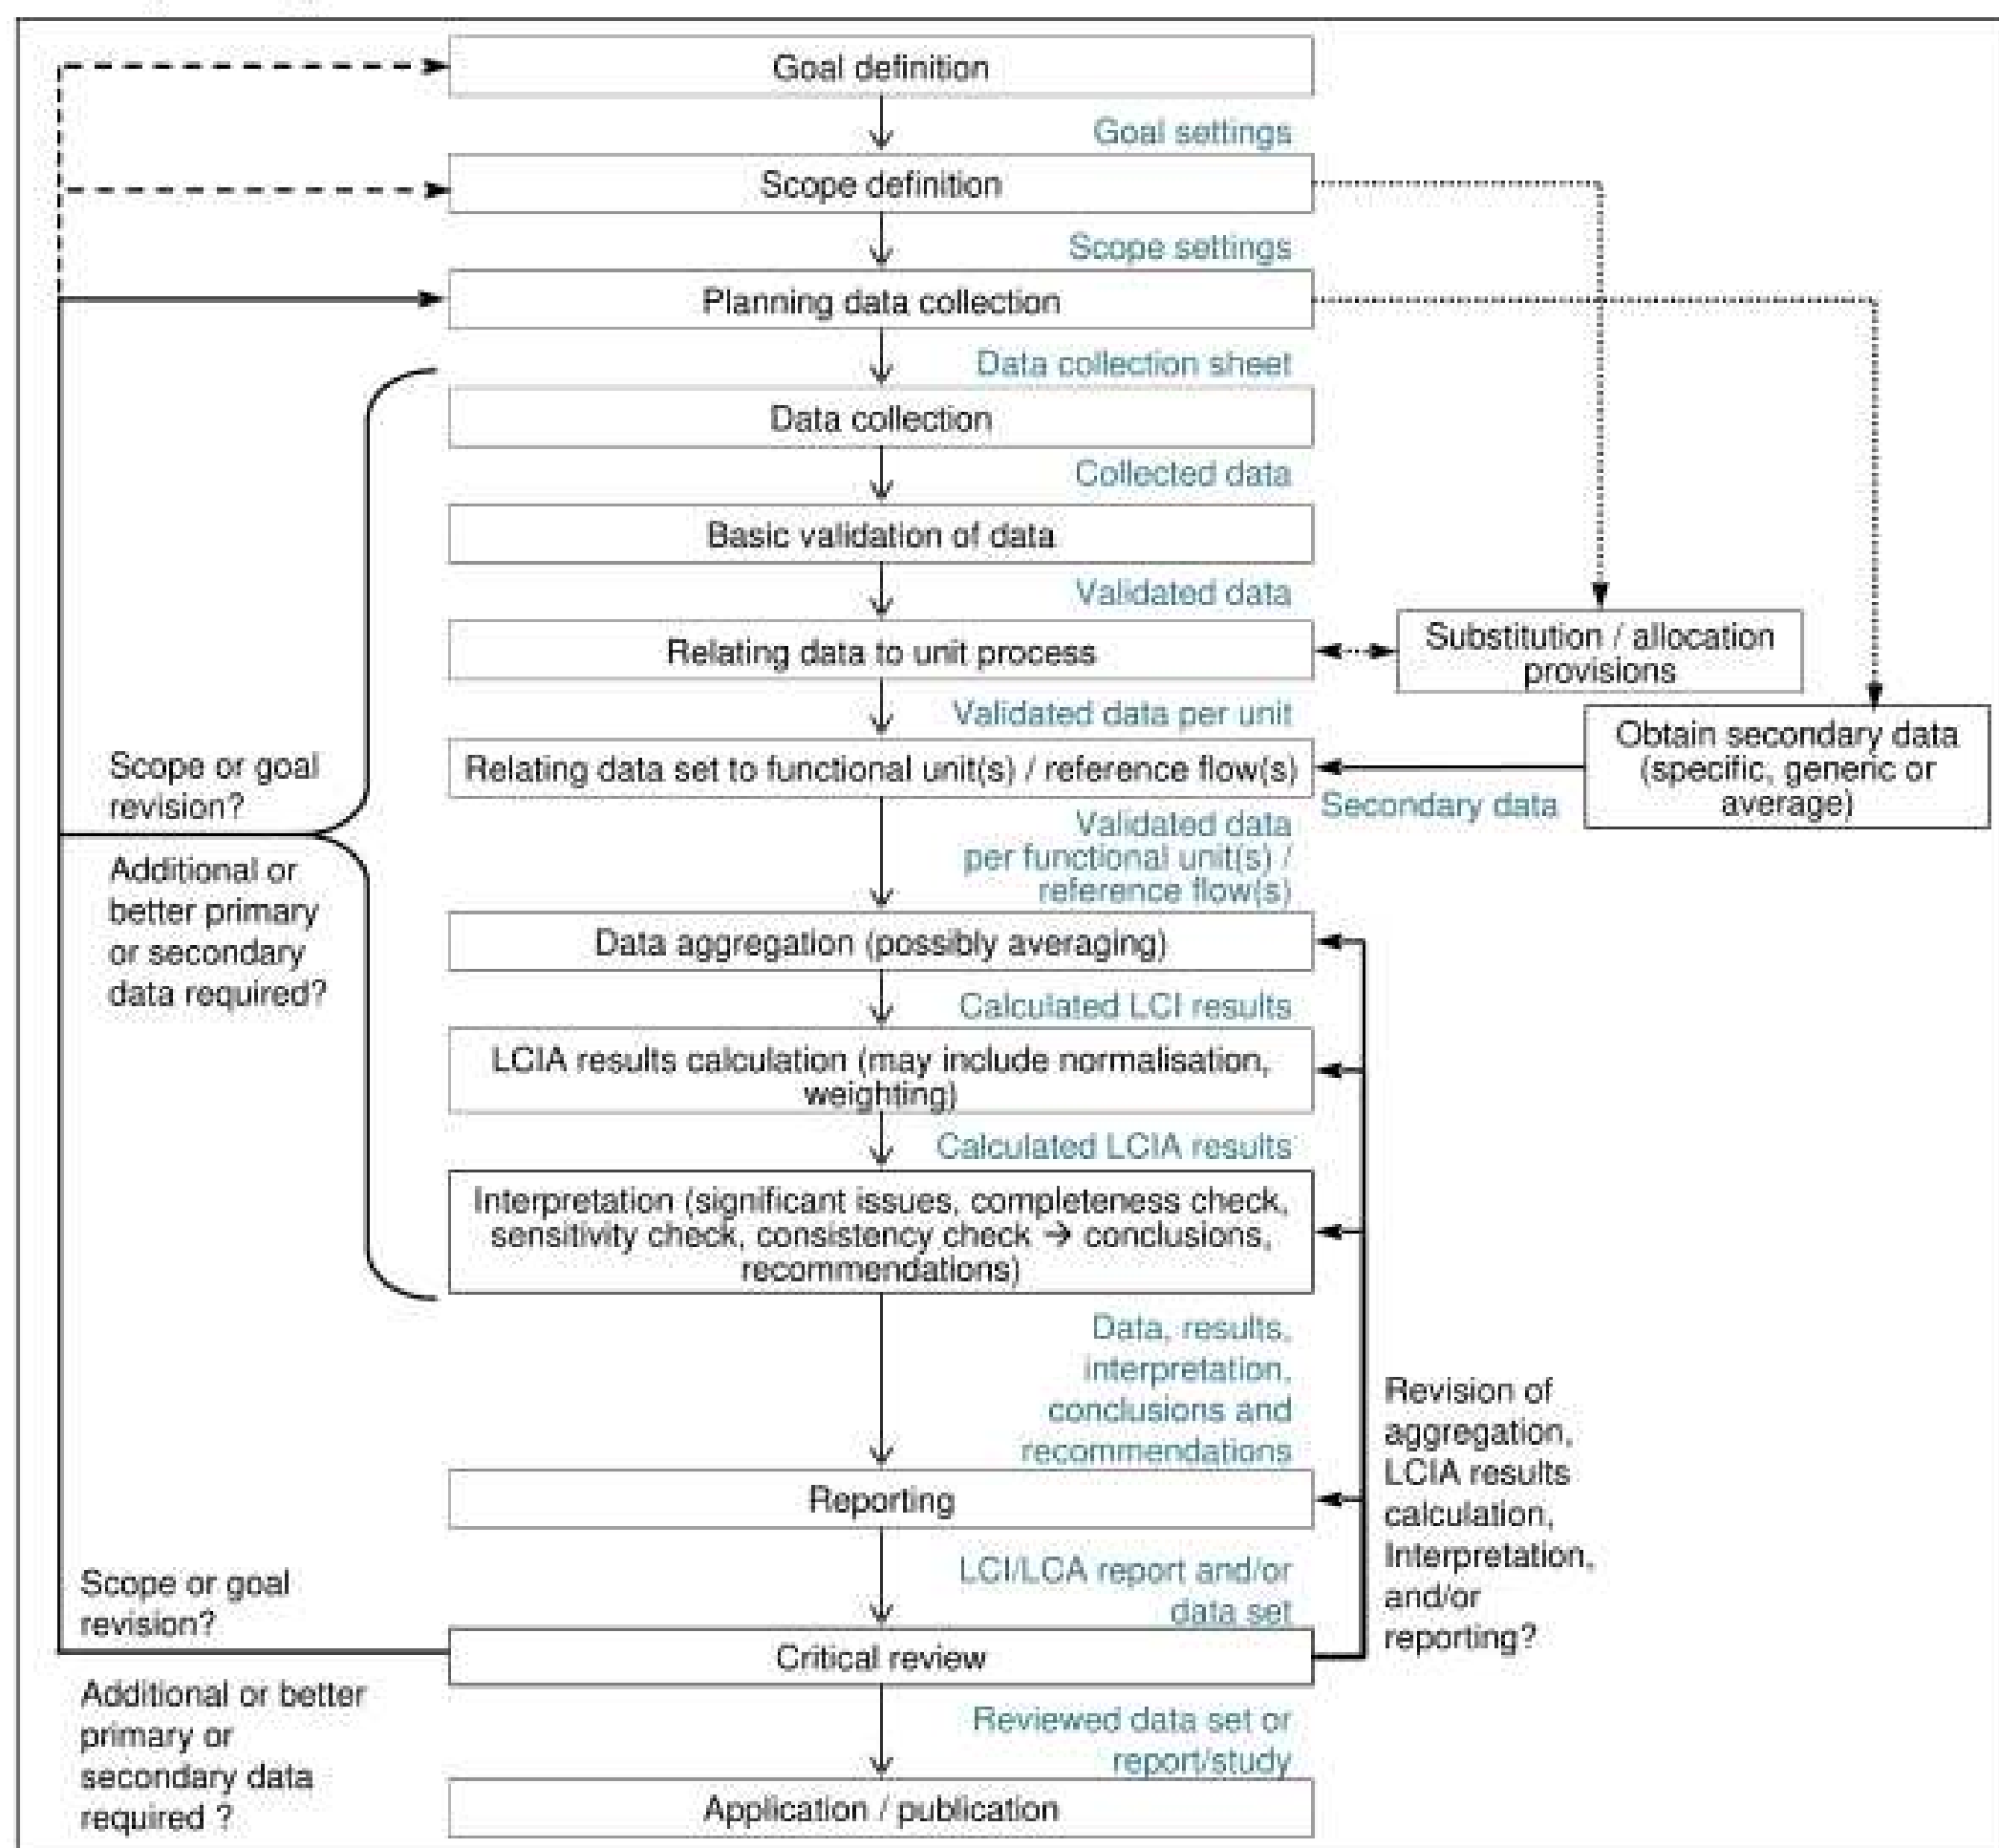 Goal definition
Goal settings
Scope definition
Scope settings
Planning data collection
Data collection sheet
Data collection
Collected data
Basic validation of data
Validated data
Relating data to unit process
Substitution / allocation
provisions
Validated data per unit
Relating data set to functional unit(s) / reference flow(s)
Obtain secondary data
(specific, generic or
average)
Secondary data
Scope or goal
revision?
Additional or
better primary
or secondary
data required?
Validated data
per functional unit(s) /
reference flow(s)
Data aggregation (possibly averaging)
Calculated LCI results
LCIA results calculation (may include normalisation,
weighting)
Calculated LCIA results
Interpretation (significant issues, completeness check,
sensitivity check, consistency check → conclusions,
recommendations)
Data, results,
interpretation,
conclusions and
recommendations
Revision of
aggregation,
LCIA results
calculation,
Interpretation,
and/or
reporting?
Reporting
LCI/LCA report and/or
data set
Scope or goal
revision?
Critical review
Additional or better
primary or
secondary data
required ?
Reviewed data set or
report/study
Application / publication